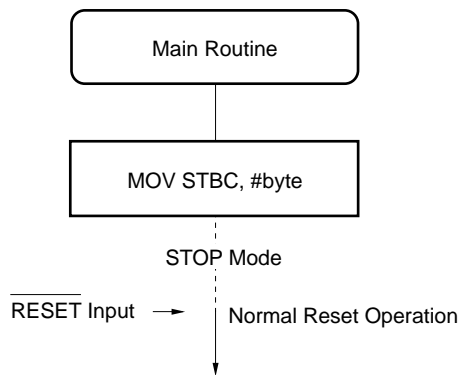 Main Routine
MOV STBC, #byte
STOP Mode
RESET Input
Normal Reset Operation